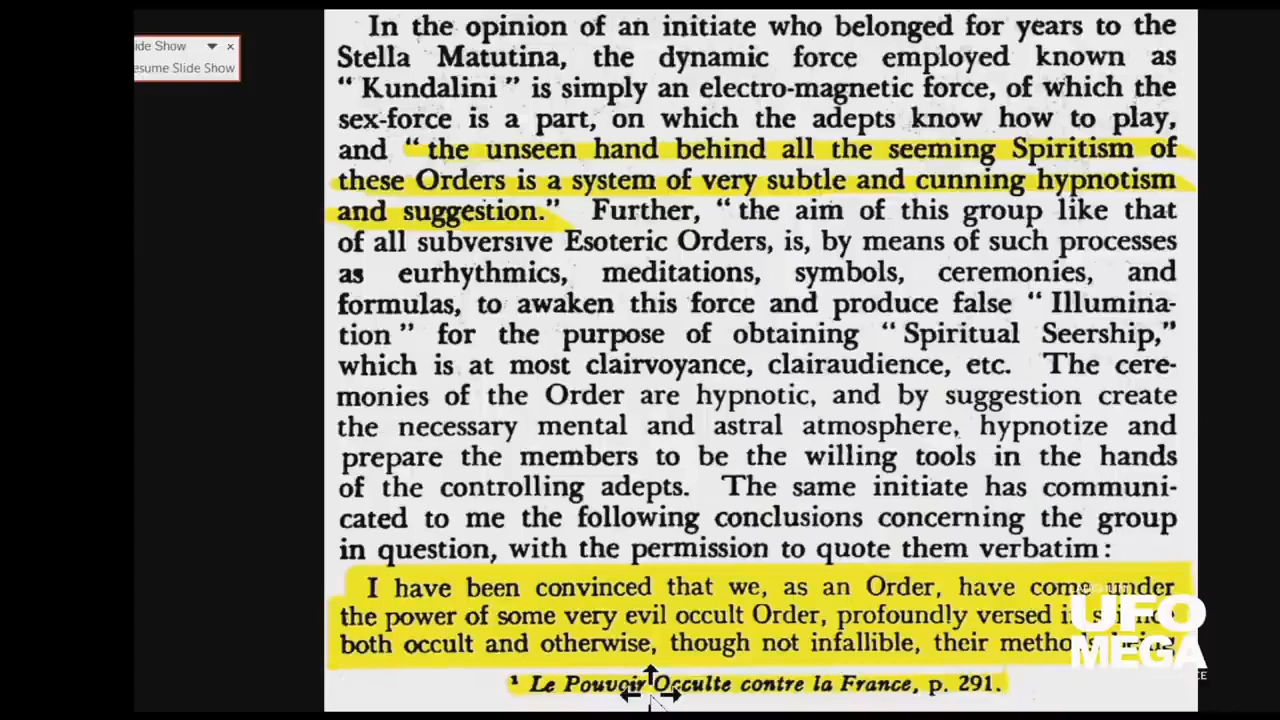 lide Show
esume Slide Show
In the opinion of an initiate who belonged for years to the
Stella Matutina, the dynamic force employed known as
“ Kundalini ” is simply an electro-magnetic force, of which the
sex-force is a part, on which the adepts know how to play,
and “ the unseen hand behind all the seeming Spiritism of
these Orders is a system of very subtle and cunning hypnotism
and suggestion.” Further, “ the aim of this group like that
of all subversive Esoteric Orders, is, by means of such processes
as eurhythmics, meditations, symbols, ceremonies, and
formulas, to awaken this force and produce false “ Illumina-
tion ” for the purpose of obtaining “ Spiritual Seership,”
which is at most clairvoyance, clairaudience, etc. The cere-
monies of the Order are hypnotic, and by suggestion create
the necessary mental and astral atmosphere, hypnotize and
prepare the members to be the willing tools in the hands
of the controlling adepts. The same initiate has communi-
cated to me the following conclusions concerning the group
in question, with the permission to quote them verbatim :
I have been convinced that we, as an Order, have come under
the power of some very evil occult Order, profoundly versed in
both occult and otherwise, though not infallible, their methods being
¹ Le Pouvoir Occulte contre la France, p. 291.
UFO
MEGA